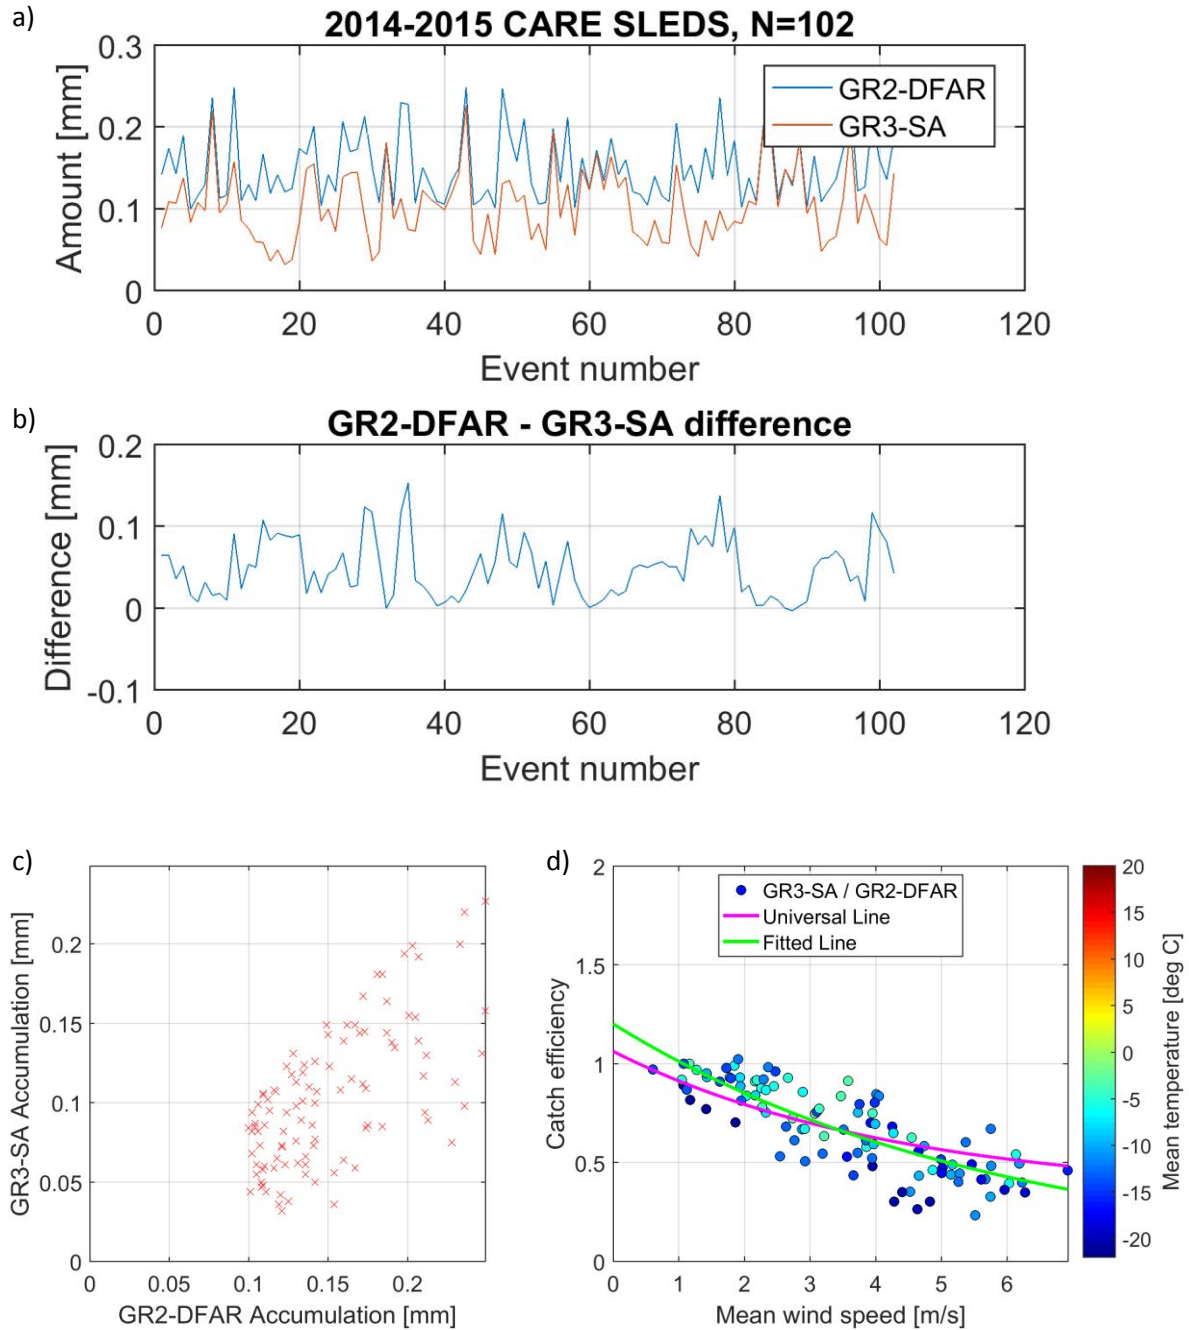 a)
2014-2015 CARE SLEDS, N=102
Amount [mm]
0.3
0.2
0.1
0
GR2-DFAR
GR3-SA
0 20 40 60 80 100 120
Event number
b)
GR2-DFAR - GR3-SA difference
Difference [mm]
0.2
0.1
0
-0.1
0 20 40 60 80 100 120
Event number
c)
GR3-SA Accumulation [mm]
0.2
0.15
0.1
0.05
0
0 0.05 0.1 0.15 0.2
GR2-DFAR Accumulation [mm]
d)
Catch efficiency
2
1.5
1
0.5
0
GR3-SA / GR2-DFAR
Universal Line
Fitted Line
0 1 2 3 4 5 6
Mean wind speed [m/s]
20
15
10
5
0
-5
-10
-15
-20
Mean temperature [deg C]